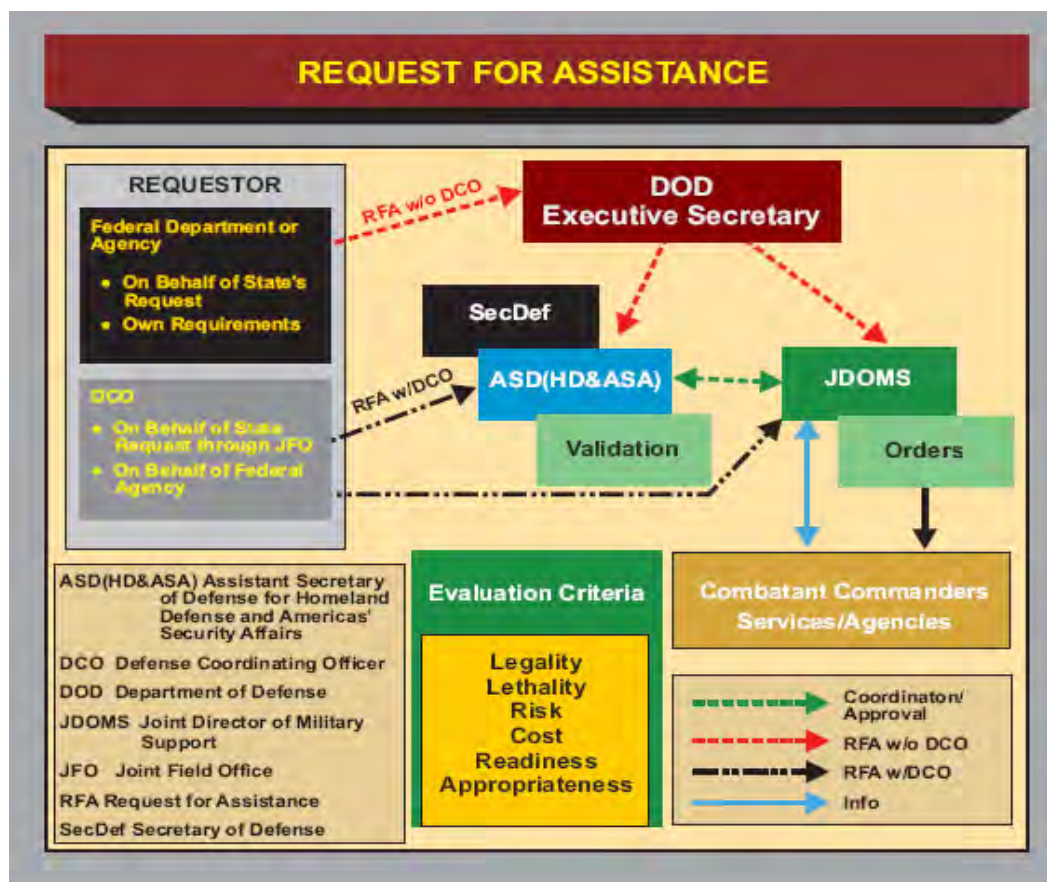 REQUEST FOR ASSISTANCE
REQUESTOR
Federal Department or
Agency
• On Behalf of State's
Request
• Own Requirements
DCO
• On Behalf of State
Request through JFO
• On Behalf of Federal
Agency
RFA w/o DCO
DOD
Executive Secretary
SecDef
ASD(HD&ASA)
Validation
RFA w/DCO
JDOMS
Orders
Combatant Commanders
Services/Agencies
ASD(HD&ASA) Assistant Secretary
of Defense for Homeland
Defense and Americas'
Security Affairs
DCO Defense Coordinating Officer
DOD Department of Defense
JDOMS Joint Director of Military
Support
JFO Joint Field Office
RFA Request for Assistance
SecDef Secretary of Defense
Evaluation Criteria
Legality
Lethality
Risk
Cost
Readiness
Appropriateness
Coordinaton/
Approval
RFA w/o DCO
RFA w/DCO
Info